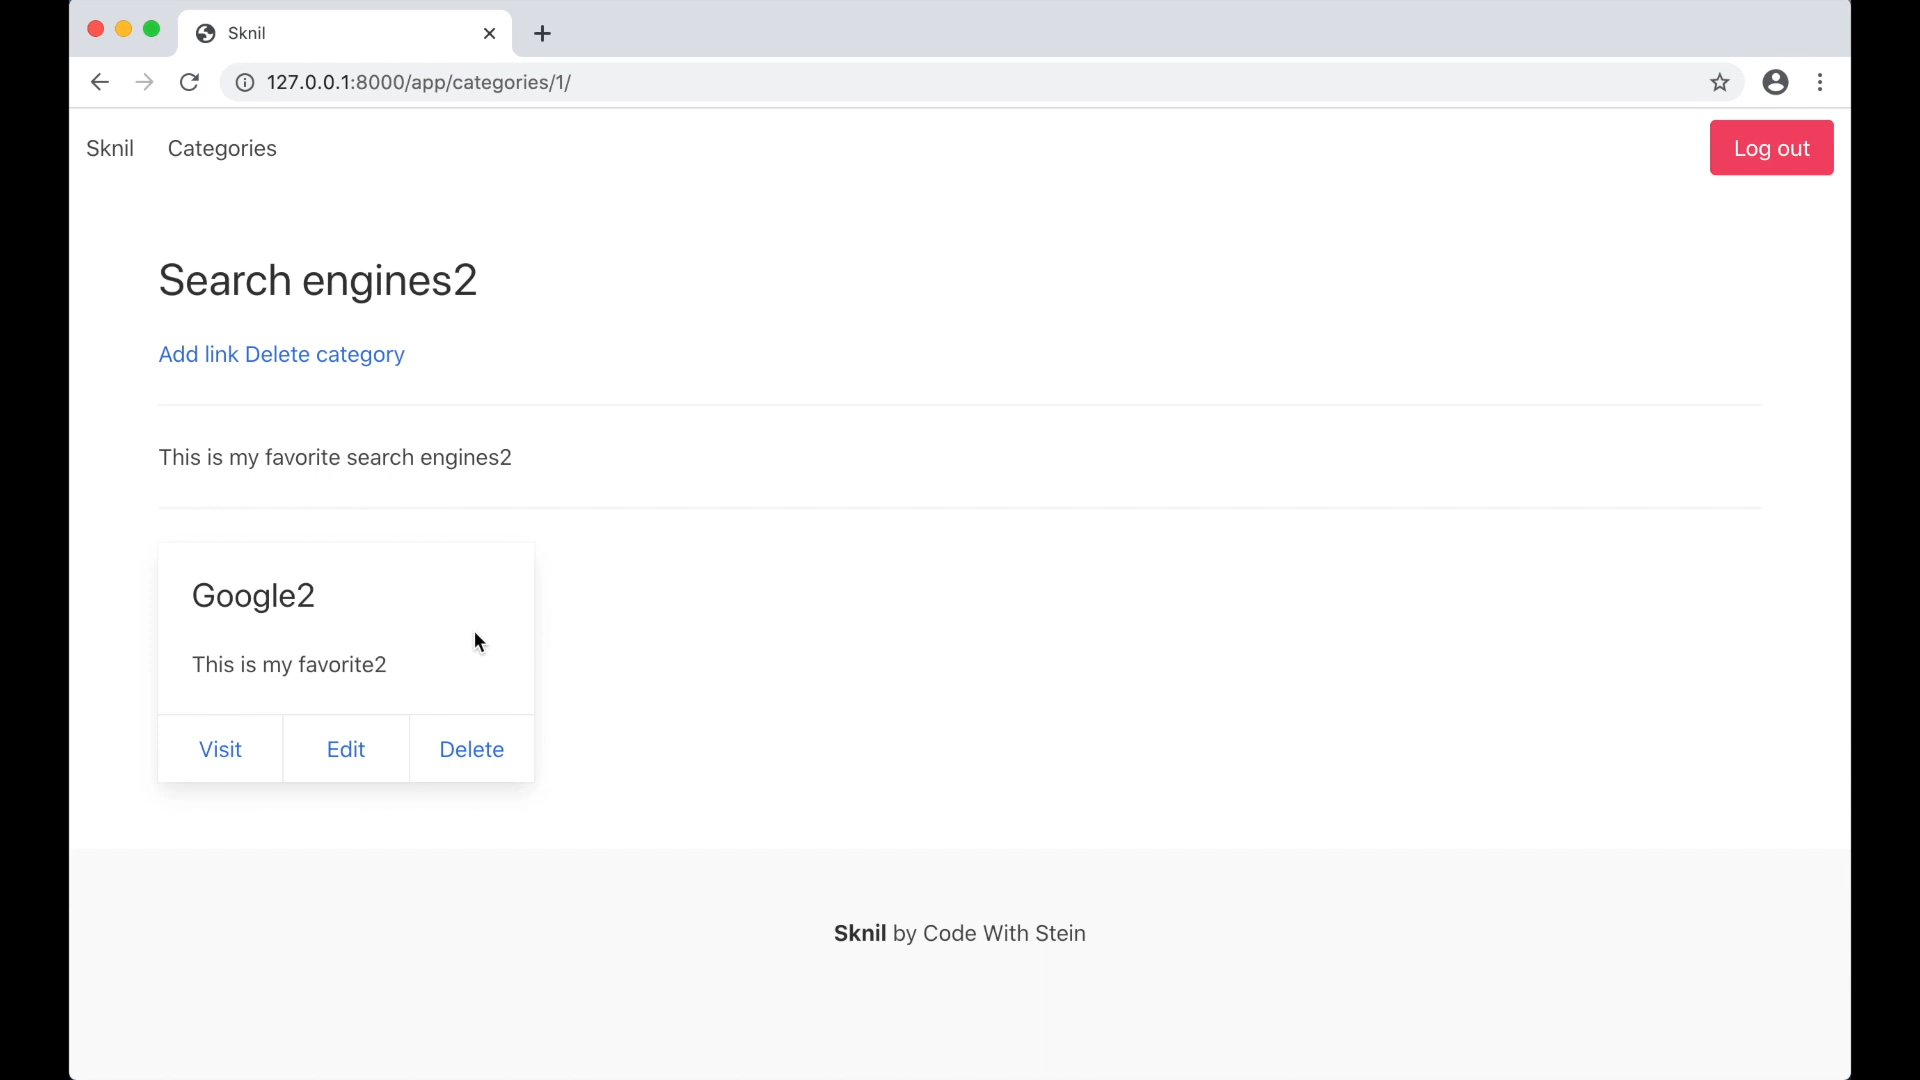 Sknil
127.0.0.1:8000/app/categories/1/
Sknil Categories Log out
Search engines2
Add link Delete category
This is my favorite search engines2
Google2
This is my favorite2
Visit Edit Delete
Sknil by Code With Stein